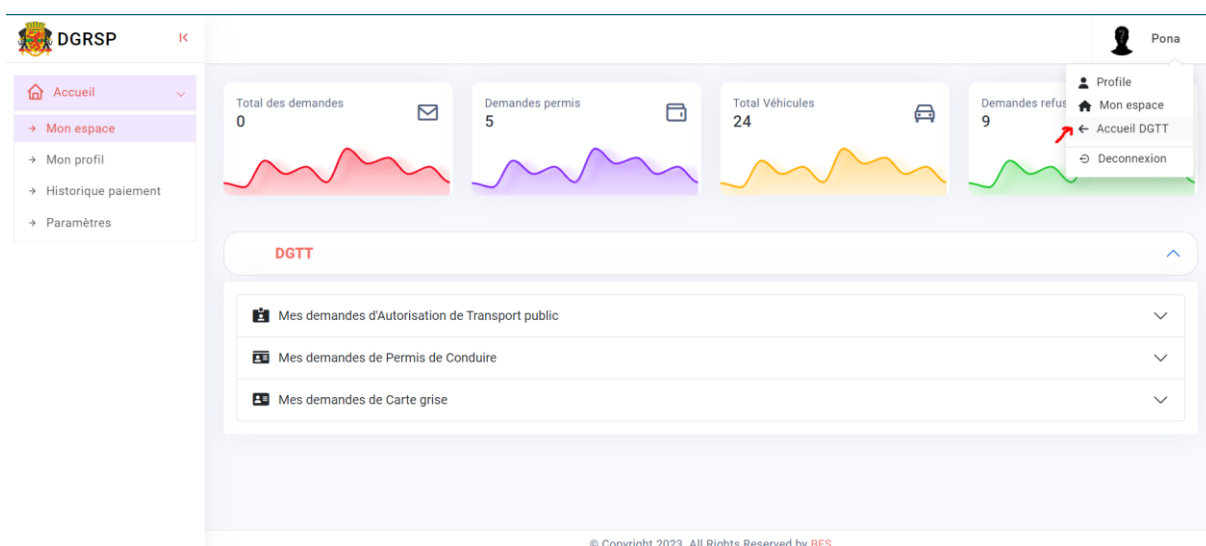 DGRSP
Pona
Accueil
Mon espace
Mon profil
Historique paiement
Paramètres
Total des demandes
0
Demandes permis
5
Total Véhicules
24
Demandes refus
9
Profile
Mon espace
Accueil DGTT
Deconnexion
DGTT
Mes demandes d'Autorisation de Transport public
Mes demandes de Permis de Conduire
Mes demandes de Carte grise
© Copyright 2023. All Rights Reserved by BFS